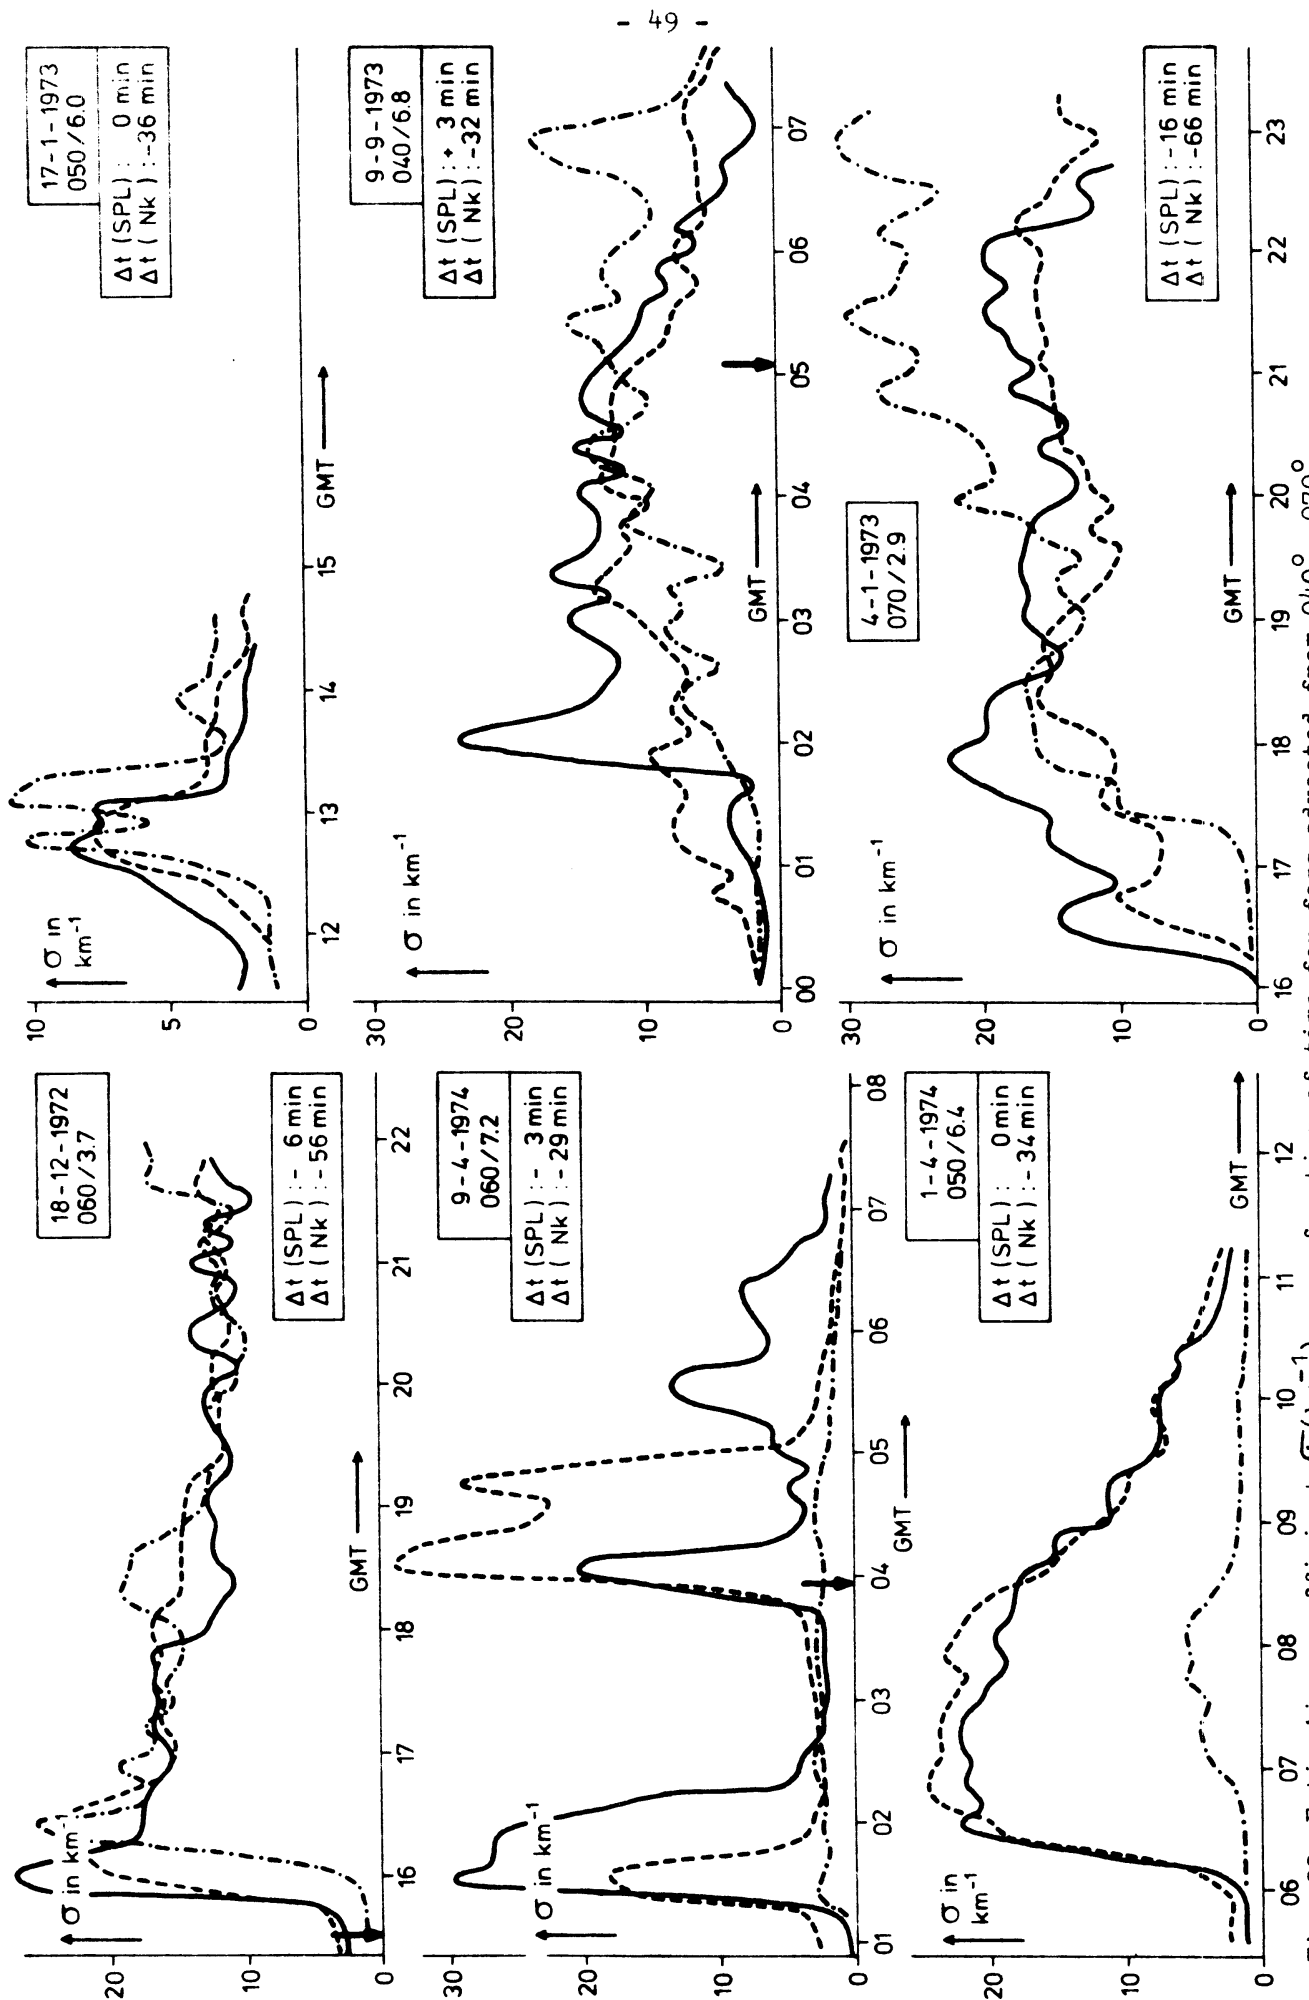 - 49 -
18-12-1972
060/3.7
Δt (SPL) : - 6 min
Δt ( Nk ) : -56 min
σ in km⁻¹
20
10
0
16
17
18
19
20
21
22
GMT
17-1-1973
050/6.0
Δt (SPL) : 0 min
Δt ( Nk ) : -36 min
σ in
km⁻¹
10
5
0
12
13
14
15
GMT
9-4-1974
060/7.2
Δt (SPL) : - 3 min
Δt ( Nk ) : -29 min
σ in km⁻¹
30
20
10
0
01
02
03
04
05
06
07
08
GMT
9-9-1973
040/6.8
Δt (SPL) : + 3 min
Δt ( Nk ) : -32 min
σ in km⁻¹
30
20
10
0
00
01
02
03
04
05
06
07
GMT
1-4-1974
050/6.4
Δt (SPL) : 0 min
Δt ( Nk ) : -34 min
σ in
km⁻¹
20
10
0
06
07
08
09
10
11
12
GMT
4-1-1973
070/2.9
Δt (SPL) : -16 min
Δt ( Nk ) : -66 min
σ in km⁻¹
30
20
10
0
16
17
18
19
20
21
22
23
GMT
time for fogs advected from 040° 070°